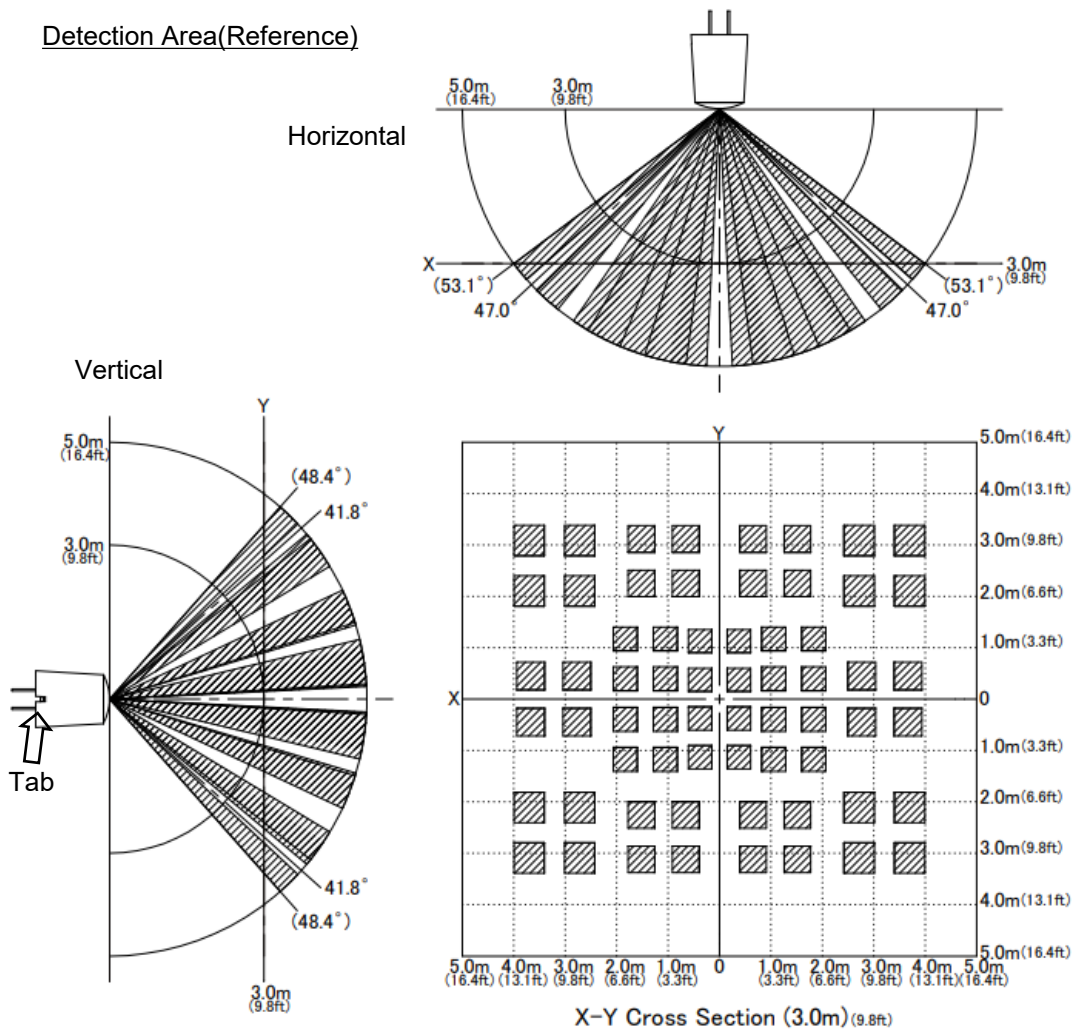 Detection Area(Reference)
5.0m
(16.4ft)
3.0m
(9.8ft)
Horizontal
X
3.0m
(9.8ft)
(53.1°)
47.0°
(53.1°)
47.0°
Vertical
Y
5.0m
(16.4ft)
(48.4°)
41.8°
3.0m
(9.8ft)
Tab
41.8°
(48.4°)
3.0m
(9.8ft)
Y
5.0m(16.4ft)
4.0m(13.1ft)
3.0m(9.8ft)
2.0m(6.6ft)
1.0m(3.3ft)
X
0
1.0m(3.3ft)
2.0m(6.6ft)
3.0m(9.8ft)
4.0m(13.1ft)
5.0m(16.4ft)
5.0m 4.0m 3.0m 2.0m 1.0m 0 1.0m 2.0m 3.0m 4.0m 5.0m
(16.4ft) (13.1ft) (9.8ft) (6.6ft) (3.3ft) (3.3ft) (6.6ft) (9.8ft) (13.1ft)(16.4ft)
X-Y Cross Section (3.0m)(9.8ft)